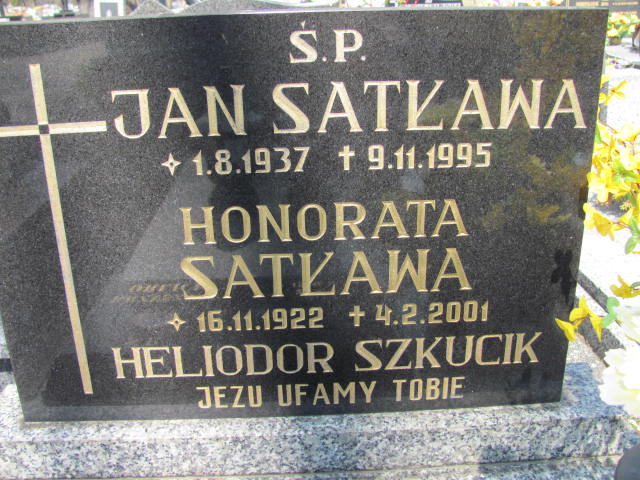 Ś.P.
JAN SATŁAWA
✧ 1.8.1937 ✝ 9.11.1995
HONORATA
SATŁAWA
✧ 16.11.1922 ✝ 4.2.2001
HELIODOR SZKUCIK
JEZU UFAMY TOBIE